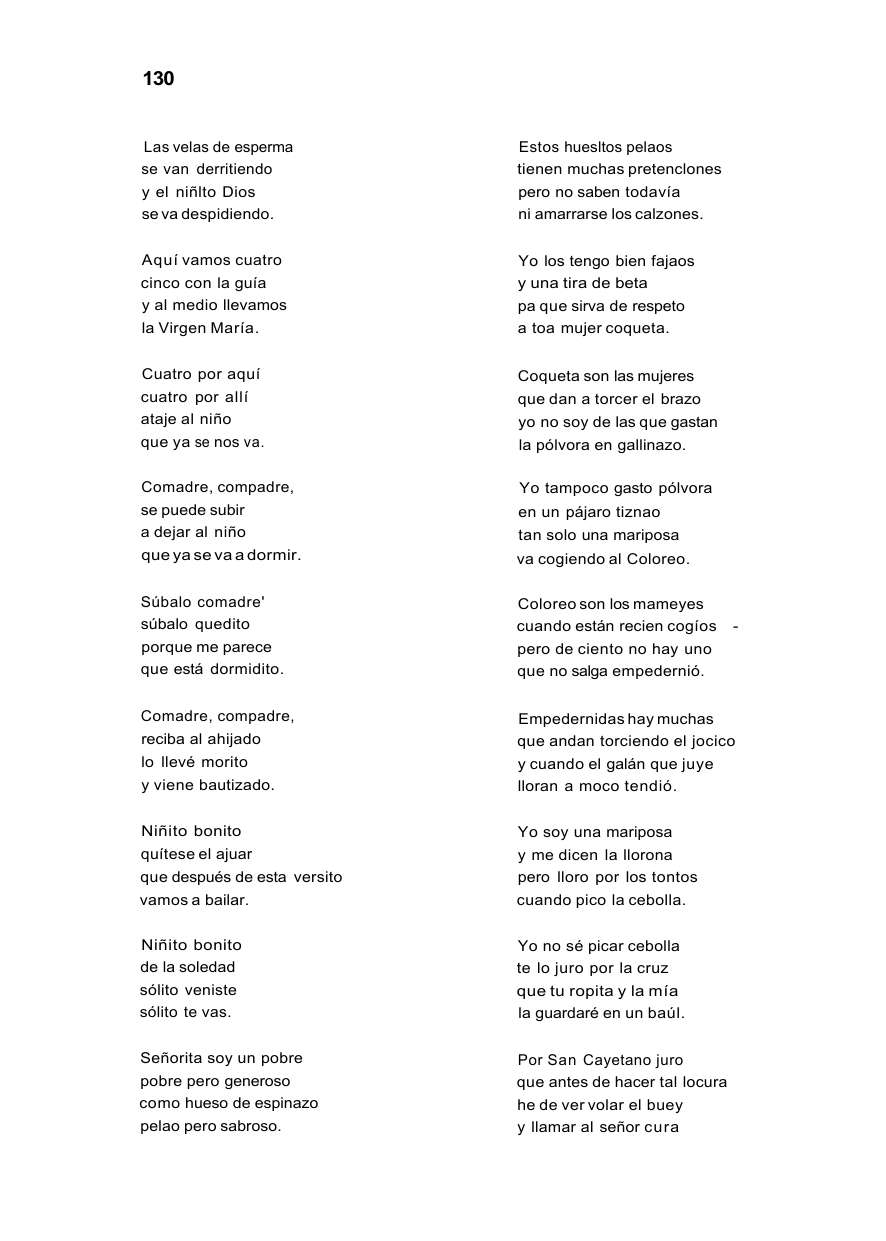 130
Las velas de esperma
se van derritiendo
y el niñlto Dios
se va despidiendo.
Aquí vamos cuatro
cinco con la guía
y al medio llevamos
la Virgen María.
Cuatro por aquí
cuatro por allí
ataje al niño
que ya se nos va.
Comadre, compadre,
se puede subir
a dejar al niño
que ya se va a dormir.
Súbalo comadre'
súbalo quedito
porque me parece
que está dormidito.
Comadre, compadre,
reciba al ahijado
lo llevé morito
y viene bautizado.
Niñito bonito
quítese el ajuar
que después de esta versito
vamos a bailar.
Niñito bonito
de la soledad
sólito veniste
sólito te vas.
Señorita soy un pobre
pobre pero generoso
como hueso de espinazo
pelao pero sabroso.
Estos huesltos pelaos
tienen muchas pretenclones
pero no saben todavía
ni amarrarse los calzones.
Yo los tengo bien fajaos
y una tira de beta
pa que sirva de respeto
a toa mujer coqueta.
Coqueta son las mujeres
que dan a torcer el brazo
yo no soy de las que gastan
la pólvora en gallinazo.
Yo tampoco gasto pólvora
en un pájaro tiznao
tan solo una mariposa
va cogiendo al Coloreo.
Coloreo son los mameyes
cuando están recien cogíos -
pero de ciento no hay uno
que no salga empedernió.
Empedernidas hay muchas
que andan torciendo el jocico
y cuando el galán que juye
lloran a moco tendió.
Yo soy una mariposa
y me dicen la llorona
pero lloro por los tontos
cuando pico la cebolla.
Yo no sé picar cebolla
te lo juro por la cruz
que tu ropita y la mía
la guardaré en un baúl.
Por San Cayetano juro
que antes de hacer tal locura
he de ver volar el buey
y llamar al señor cura